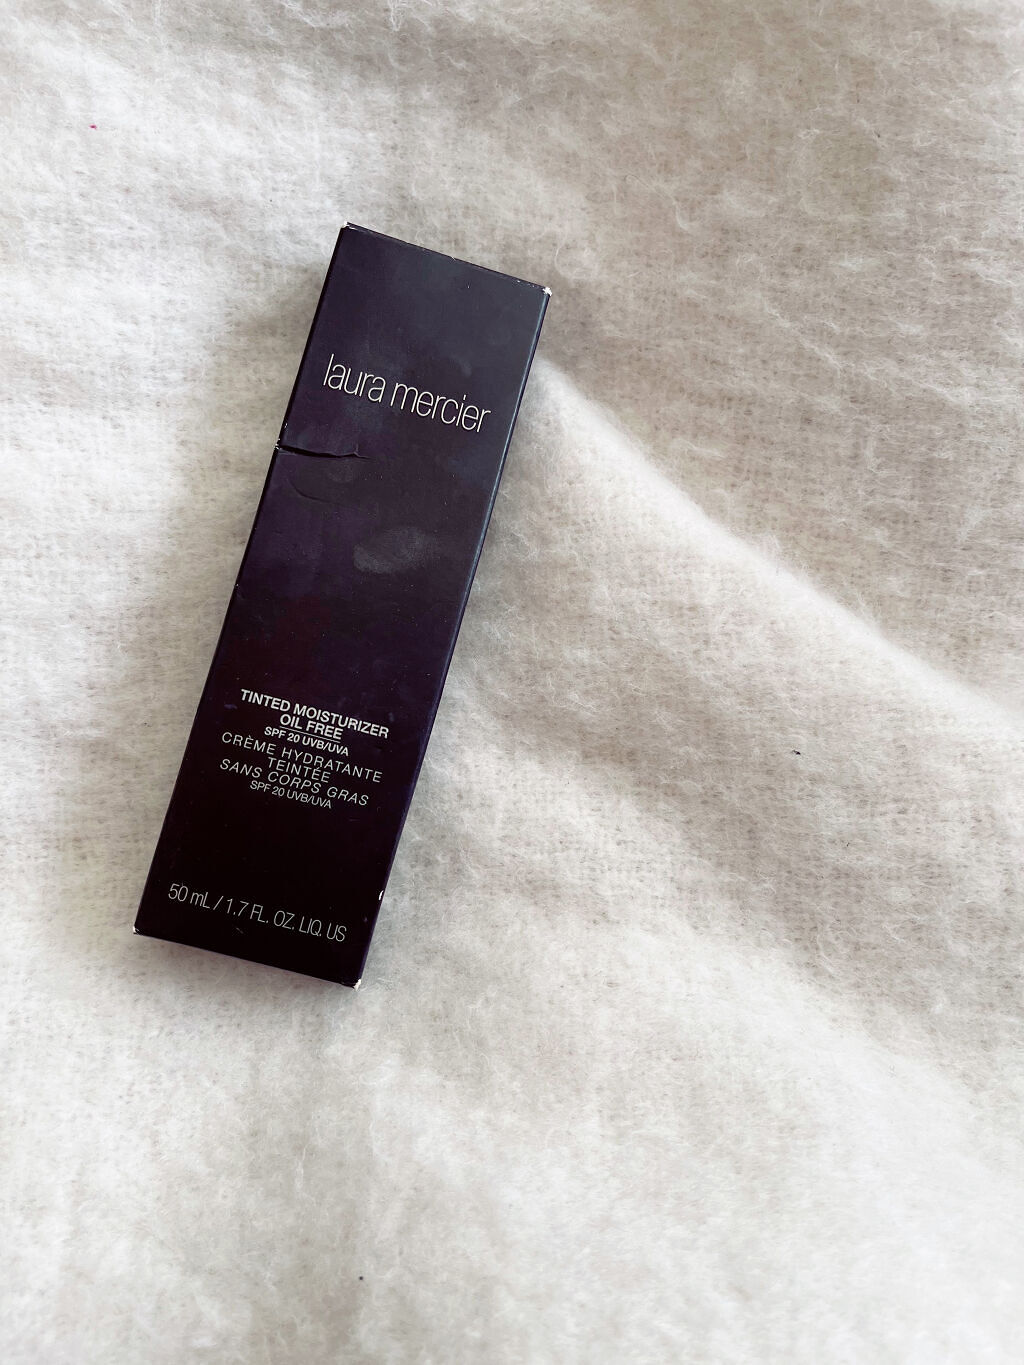 laura mercier
TINTED MOISTURIZER
OIL FREE
SPF 20 UVB/UVA
CRÈME HYDRATANTE
TEINTÉE
SANS CORPS GRAS
SPF 20 UVB/UVA
50 mL / 1.7 FL. OZ. LIQ. US